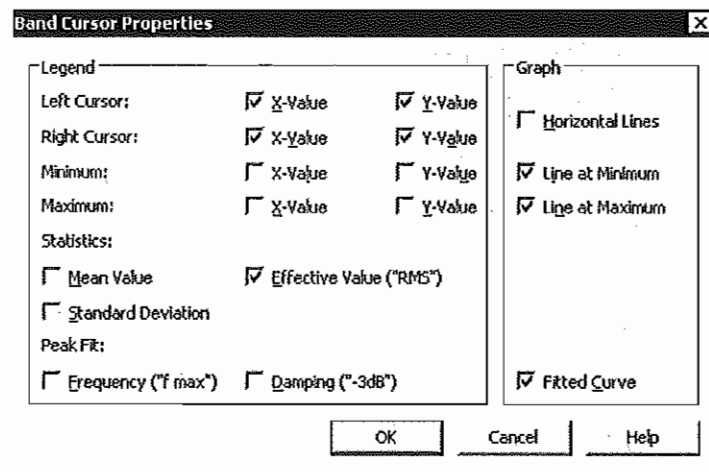 Band Cursor Properties
Legend
Left Cursor: X-Value Y-Value
Right Cursor: X-Value Y-Value
Minimum: X-Value Y-Value
Maximum: X-Value Y-Value
Statistics:
Mean Value Effective Value ("RMS")
Standard Deviation
Peak Fit:
Frequency ("f max") Damping ("-3dB")
Graph
Horizontal Lines
Line at Minimum
Line at Maximum
Fitted Curve
OK Cancel Help